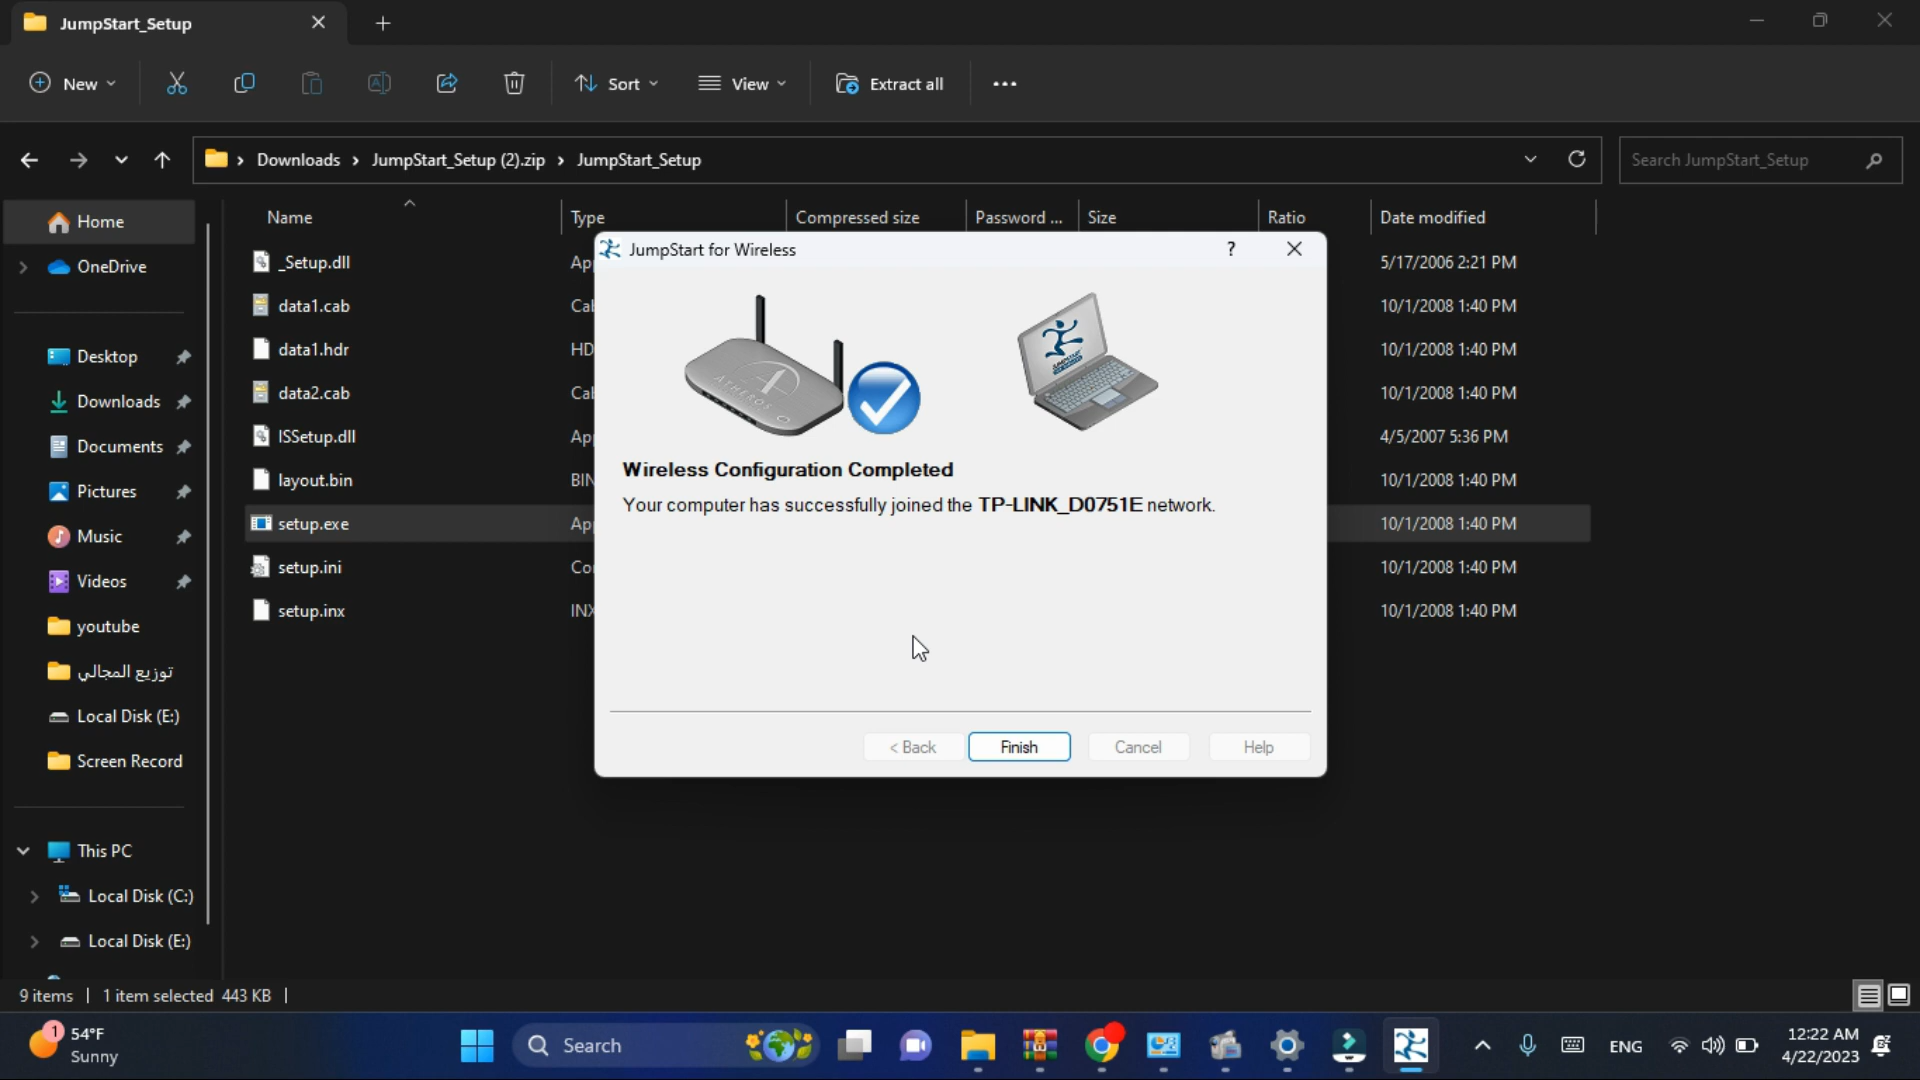 JumpStart_Setup
New
Sort
View
Extract all
Downloads > JumpStart_Setup (2).zip > JumpStart_Setup
Search JumpStart_Setup
Home
OneDrive
Desktop
Downloads
Documents
Pictures
Music
Videos
youtube
توزيع المجالي
Local Disk (E:)
Screen Record
This PC
Local Disk (C:)
Local Disk (E:)
Name Type Compressed size Password ... Size Ratio Date modified
_Setup.dll 5/17/2006 2:21 PM
data1.cab 10/1/2008 1:40 PM
data1.hdr HD 10/1/2008 1:40 PM
data2.cab 10/1/2008 1:40 PM
ISSetup.dll 4/5/2007 5:36 PM
layout.bin BIN 10/1/2008 1:40 PM
setup.exe 10/1/2008 1:40 PM
setup.ini 10/1/2008 1:40 PM
setup.inx INX 10/1/2008 1:40 PM
JumpStart for Wireless
?
ATHEROS
JUMPSTART
Wireless Configuration Completed
Your computer has successfully joined the TP-LINK_D0751E network.
< Back
Finish
Cancel
Help
9 items | 1 item selected 443 KB |
1
54°F
Sunny
Search
ENG
12:22 AM
4/22/2023